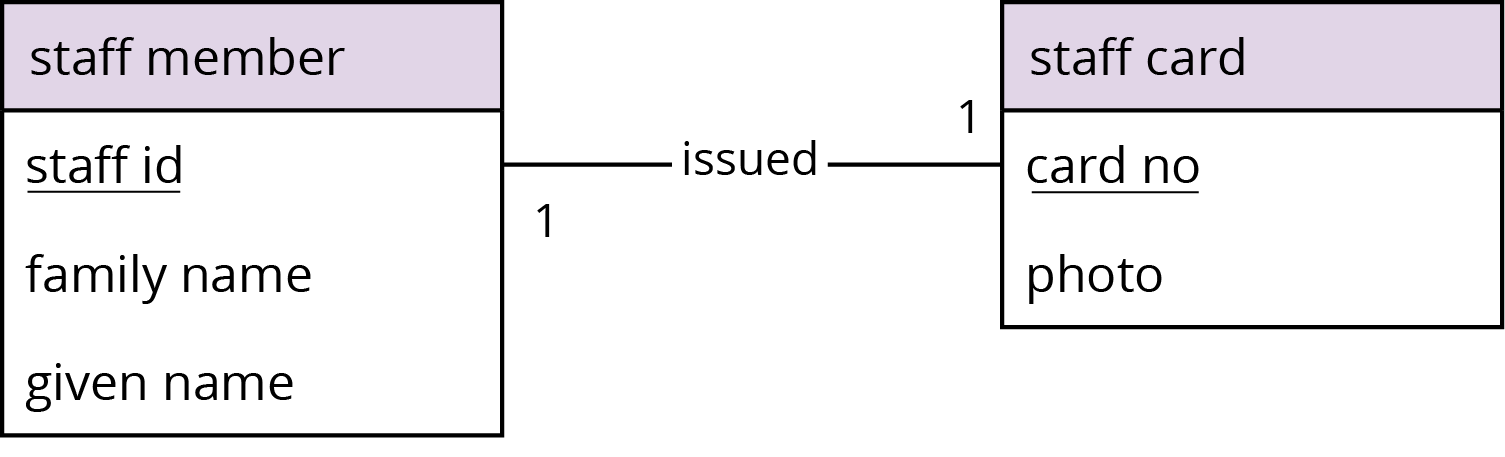 staff member
staff id
family name
given name
1
issued
1
staff card
card no
photo